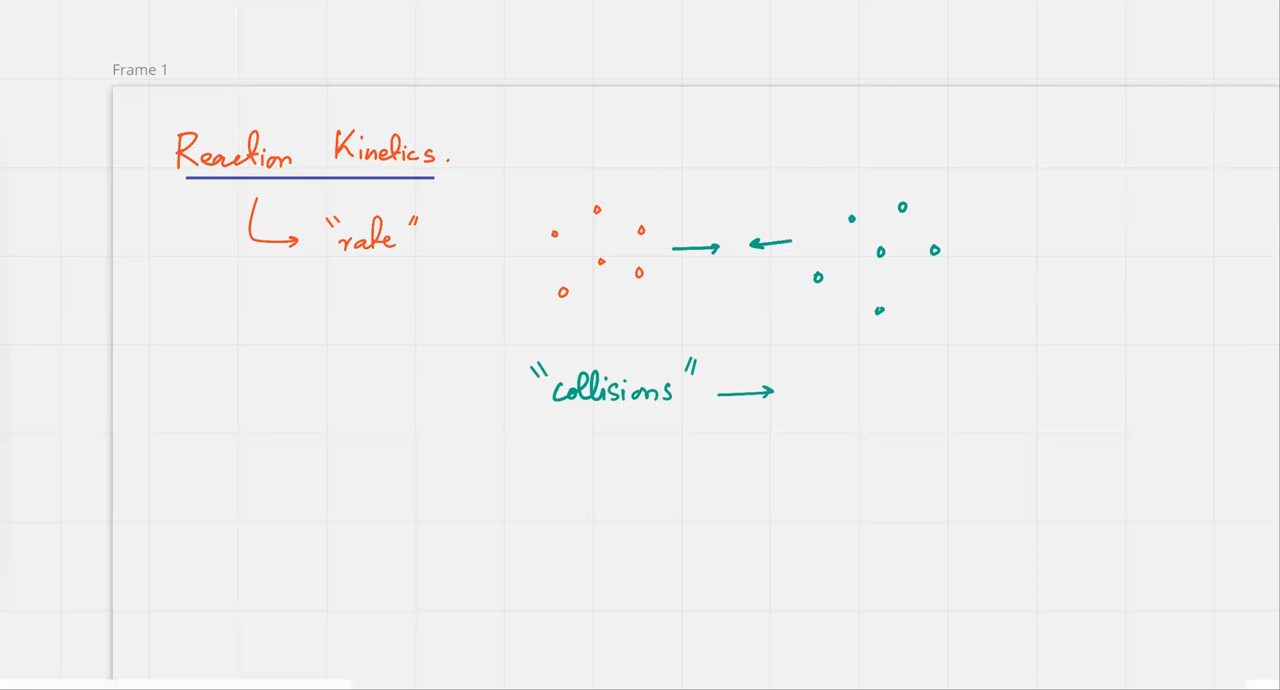 Frame 1
Reaction Kinetics.
"rate"
"collisions"